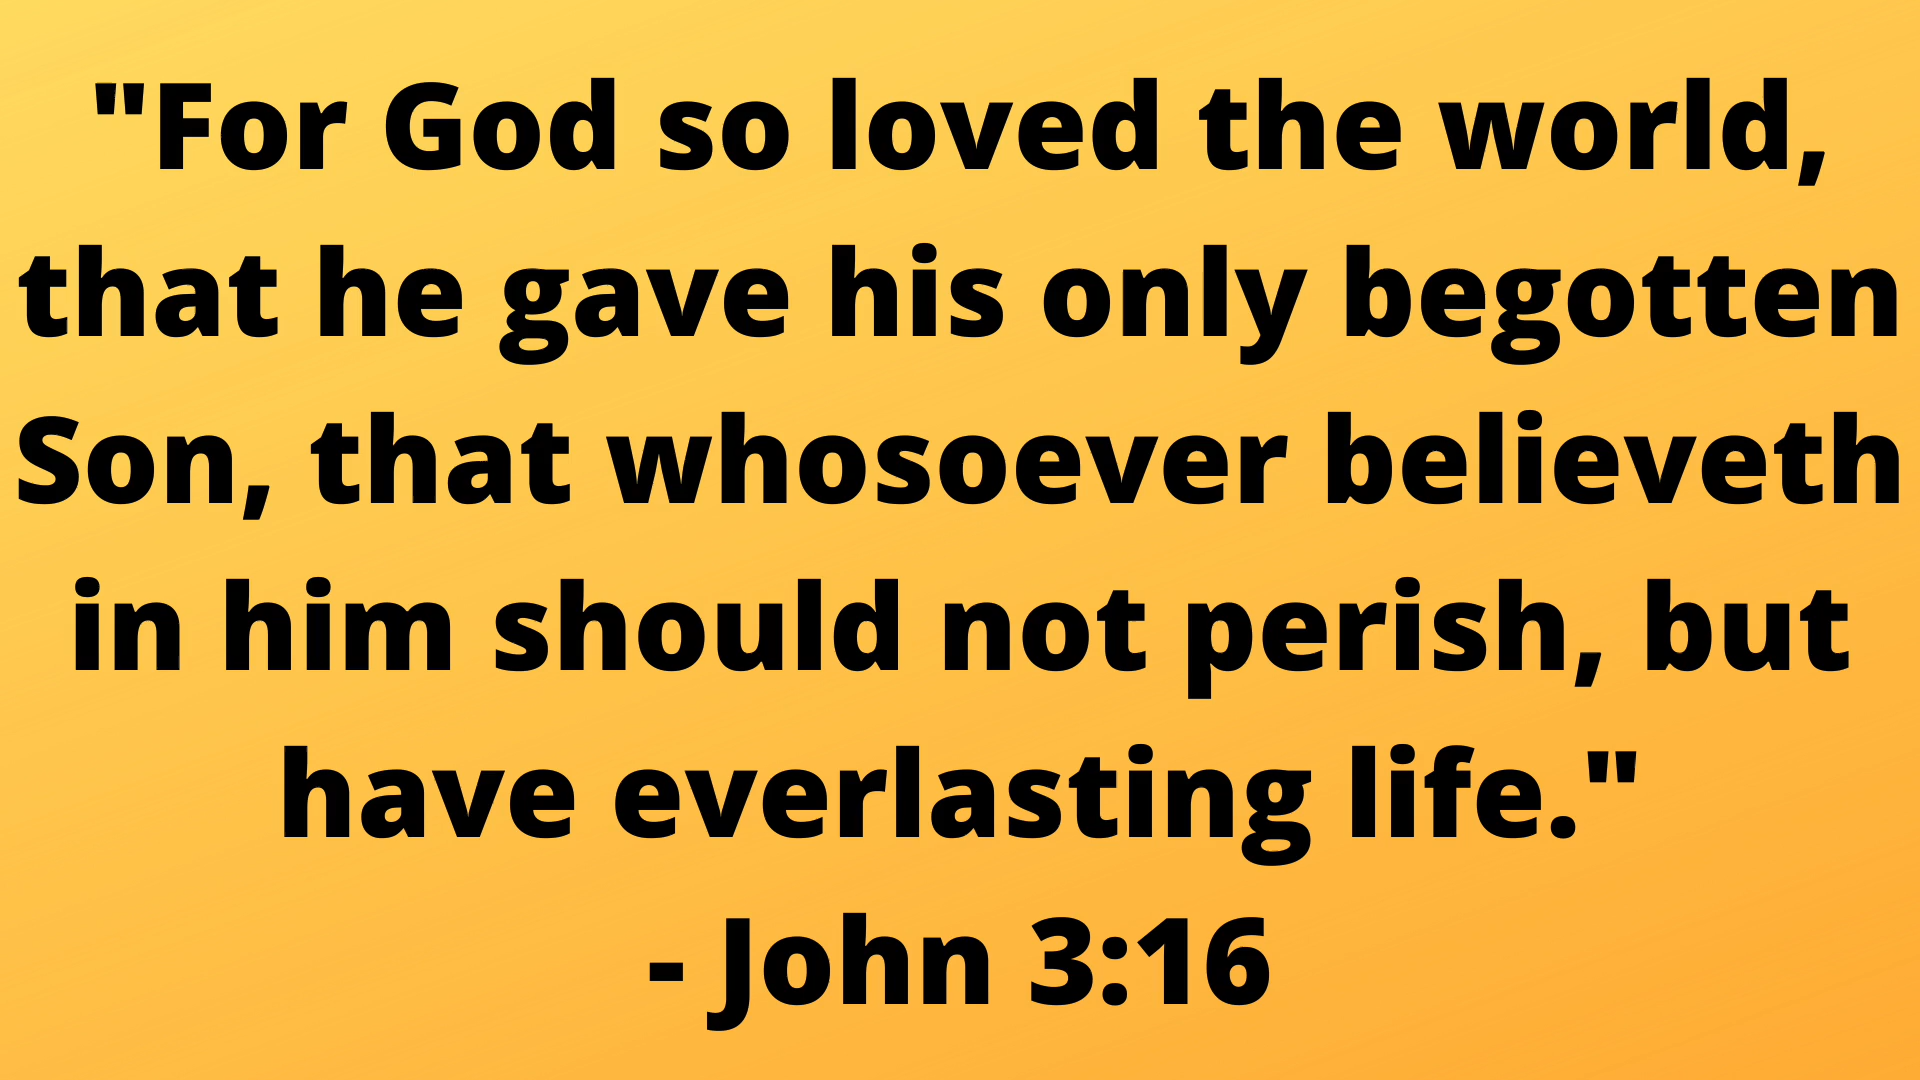 "For God so loved the world,
that he gave his only begotten
Son, that whosoever believeth
in him should not perish, but
have everlasting life."
- John 3:16